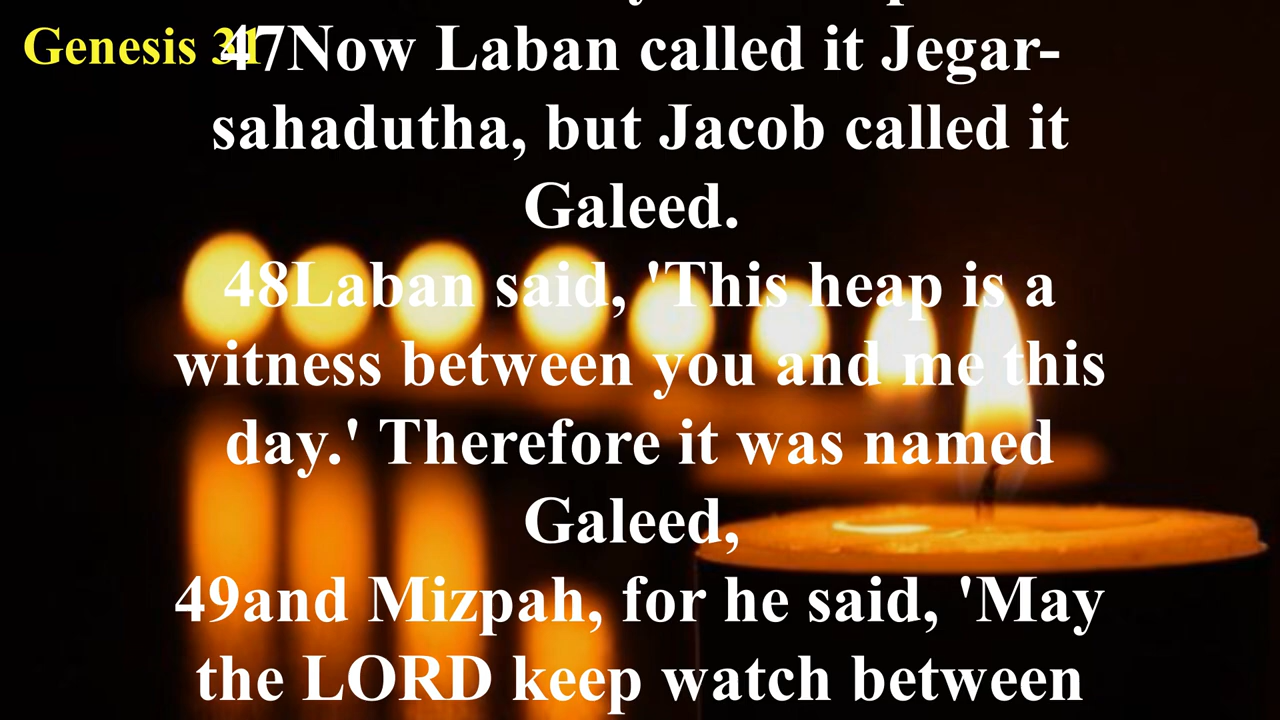 Genesis 31
47Now Laban called it Jegar-
sahadutha, but Jacob called it
Galeed.
48Laban said, 'This heap is a
witness between you and me this
day.' Therefore it was named
Galeed,
49and Mizpah, for he said, 'May
the LORD keep watch between